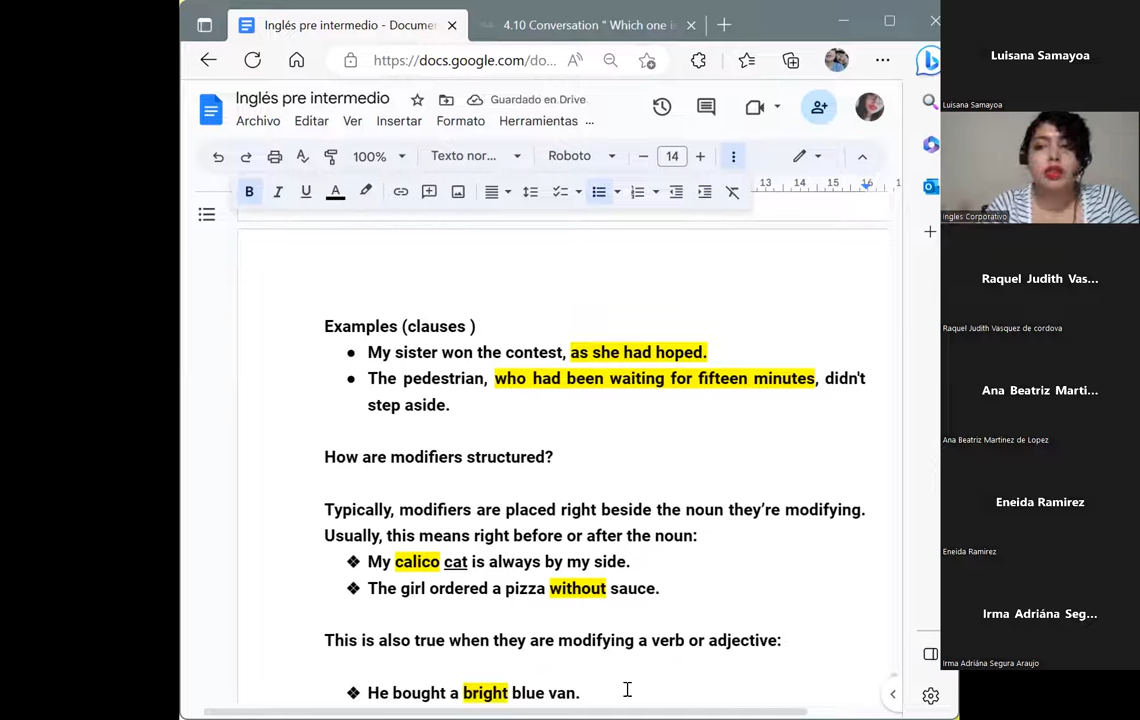 Inglés pre intermedio - Documer
4.10 Conversation " Which one is
https://docs.google.com/do...
Inglés pre intermedio
Guardado en Drive
Archivo Editar Ver Insertar Formato Herramientas ...
100% Texto nor... Roboto 14
B I U A
13 14 15 16 1
Examples (clauses )
● My sister won the contest, as she had hoped.
● The pedestrian, who had been waiting for fifteen minutes, didn't
step aside.
How are modifiers structured?
Typically, modifiers are placed right beside the noun they’re modifying.
Usually, this means right before or after the noun:
❖ My calico cat is always by my side.
❖ The girl ordered a pizza without sauce.
This is also true when they are modifying a verb or adjective:
❖ He bought a bright blue van.
Luisana Samayoa
Luisana Samayoa
Ingles Corporativo
Raquel Judith Vas...
Raquel Judith Vasquez de cordova
Ana Beatriz Marti...
Ana Beatriz Martinez de Lopez
Eneida Ramirez
Eneida Ramirez
Irma Adriána Seg...
Irma Adriána Segura Araujo